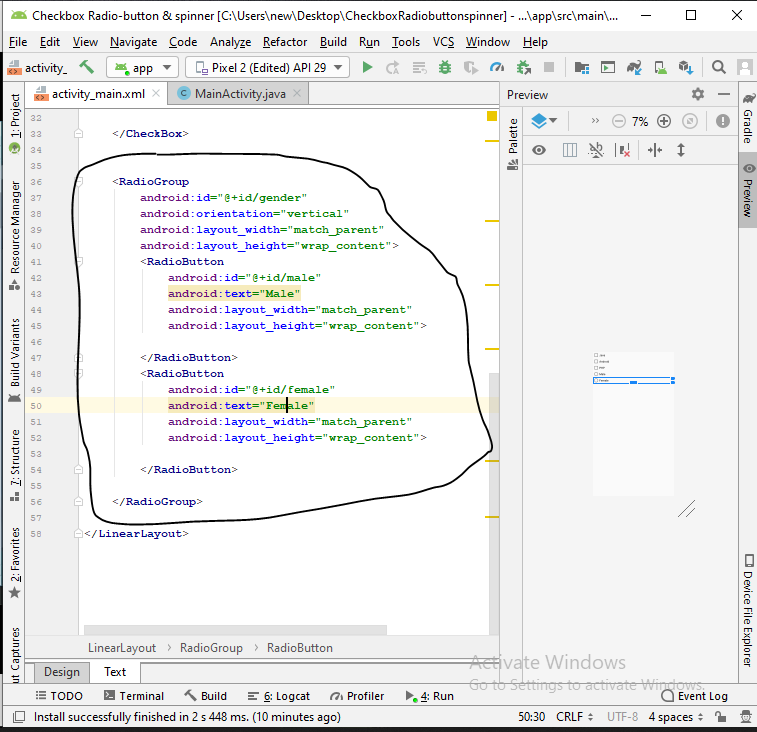 Checkbox Radio-button & spinner [C:\Users\new\Desktop\CheckboxRadiobuttonspinner] - ...\app\src\main\...
File Edit View Navigate Code Analyze Refactor Build Run Tools VCS Window Help
activity_ app Pixel 2 (Edited) API 29
activity_main.xml MainActivity.java
Preview
1: Project
Resource Manager
Build Variants
7: Structure
2: Favorites
ut Captures
32
33 </CheckBox>
34
35
36 <RadioGroup
37 android:id="@+id/gender"
38 android:orientation="vertical"
39 android:layout_width="match_parent"
40 android:layout_height="wrap_content">
41 <RadioButton
42 android:id="@+id/male"
43 android:text="Male"
44 android:layout_width="match_parent"
45 android:layout_height="wrap_content">
46
47 </RadioButton>
48 <RadioButton
49 android:id="@+id/female"
50 android:text="Female"
51 android:layout_width="match_parent"
52 android:layout_height="wrap_content">
53
54 </RadioButton>
55
56 </RadioGroup>
57
58 </LinearLayout>
Palette
7%
Gradle
Preview
Device File Explorer
LinearLayout > RadioGroup > RadioButton
Design Text
Activate Windows
Go to Settings to activate Windows.
TODO Terminal Build 6: Logcat Profiler 4: Run Event Log
Install successfully finished in 2 s 448 ms. (10 minutes ago) 50:30 CRLF UTF-8 4 spaces